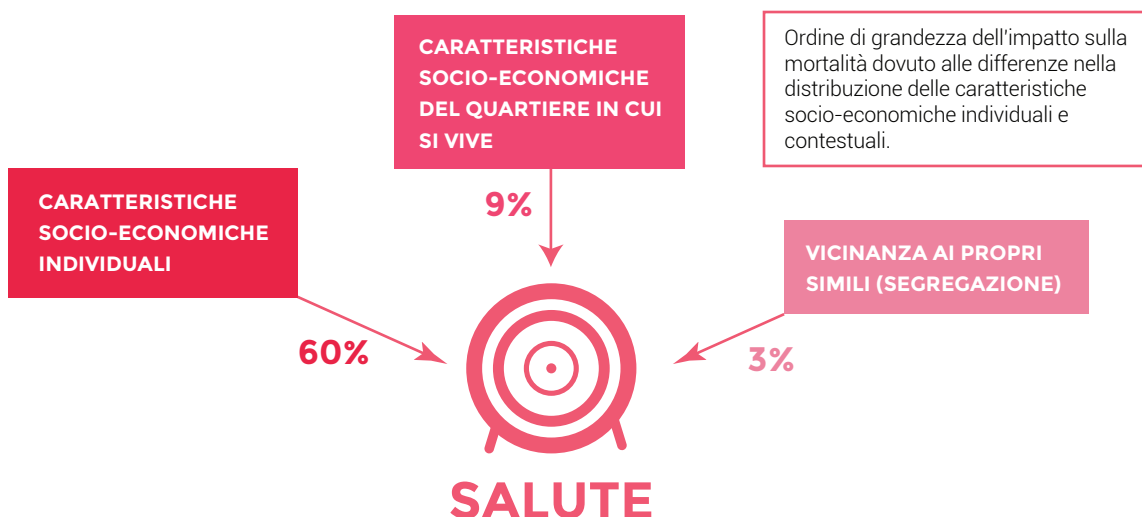 CARATTERISTICHE
SOCIO-ECONOMICHE
DEL QUARTIERE IN CUI
SI VIVE
Ordine di grandezza dell'impatto sulla
mortalità dovuto alle differenze nella
distribuzione delle caratteristiche
socio-economiche individuali e
contestuali.
CARATTERISTICHE
SOCIO-ECONOMICHE
INDIVIDUALI
9%
VICINANZA AI PROPRI
SIMILI (SEGREGAZIONE)
60%
3%
SALUTE